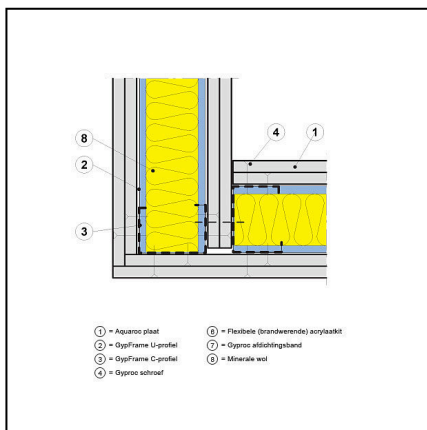 8
4
1
2
3
1 = Aquaroc plaat
2 = GypFrame U-profiel
3 = GypFrame C-profiel
4 = Gyproc schroef
6 = Flexibele (brandwerende) acrylaatkit
7 = Gyproc afdichtingsband
8 = Minerale wol